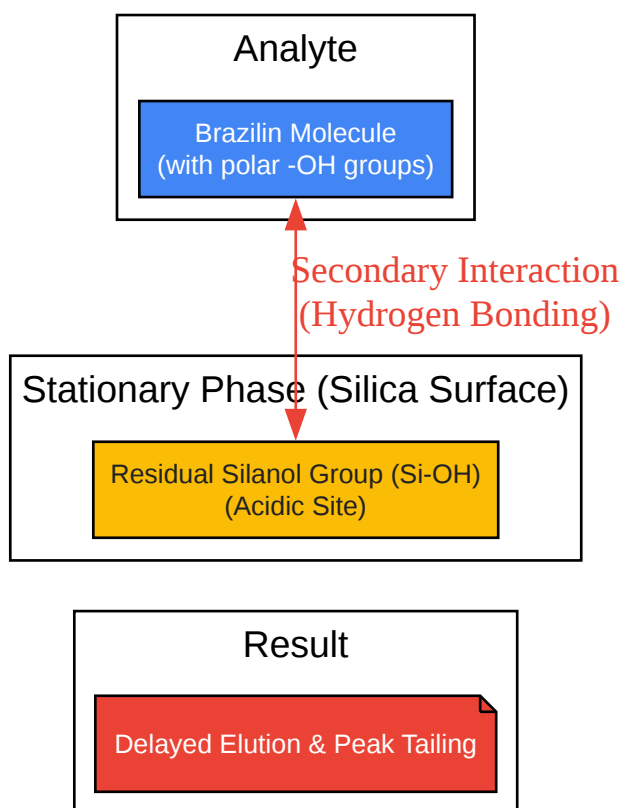 Analyte
Brazilin Molecule
(with polar -OH groups)
Secondary Interaction
(Hydrogen Bonding)
Stationary Phase (Silica Surface)
Residual Silanol Group (Si-OH)
(Acidic Site)
Result
Delayed Elution & Peak Tailing